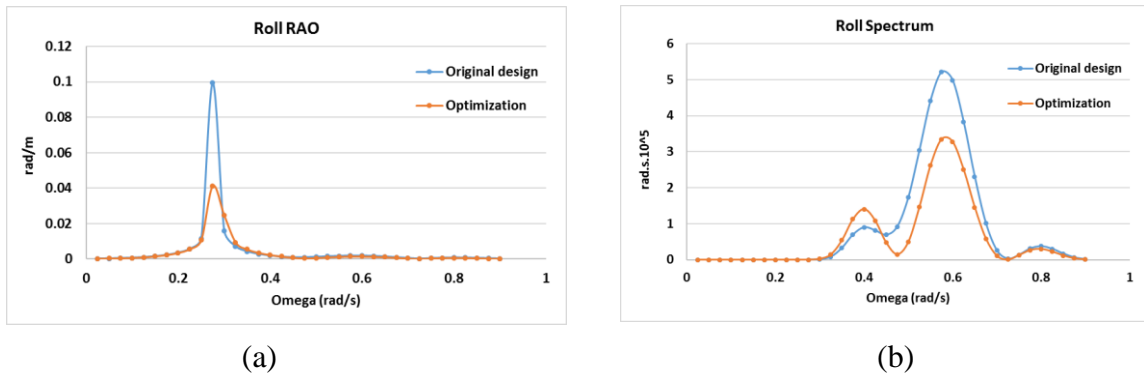 Roll RAO
0.12
0.1
0.08
0.06
0.04
0.02
0
rad/m
Original design
Optimization
0 0.2 0.4 0.6 0.8 1
Omega (rad/s)
(a)
Roll Spectrum
6
5
4
3
2
1
0
rad.s.10^5
Original design
Optimization
0 0.2 0.4 0.6 0.8 1
Omega (rad/s)
(b)